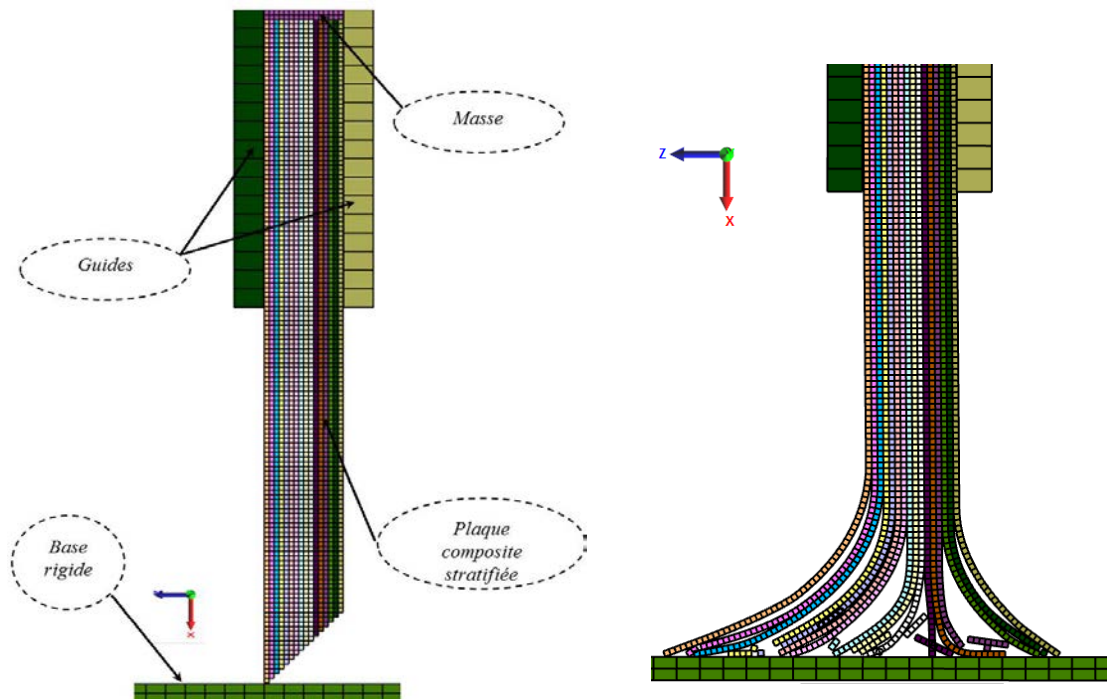 Masse
Guides
Plaque
composite
stratifiée
Base
rigide
x
Z
X